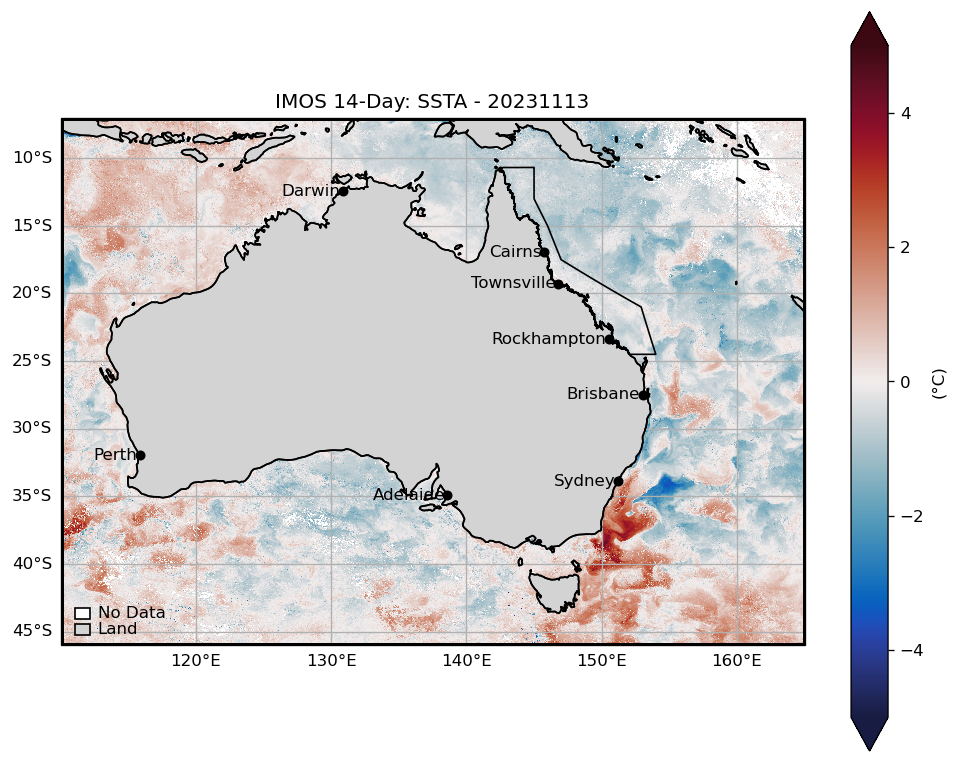 IMOS 14-Day: SSTA - 20231113
4
10°S
Darwin
15°S
Cairns
2
20°S
Townsville
Rockhampton
25°S
0
(°C)
Brisbane
30°S
Perth
Sydney
35°S
Adelaide
−2
40°S
No Data
Land
45°S
−4
120°E 130°E 140°E 150°E 160°E